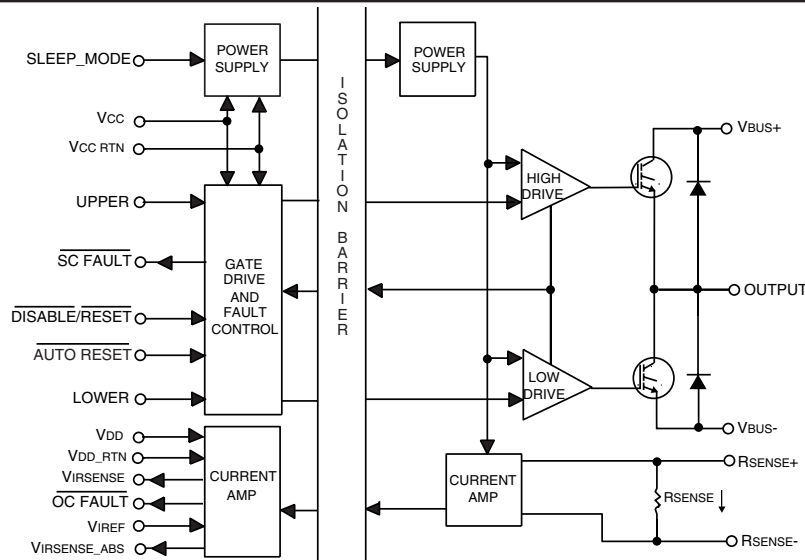 SLEEP_MODE
VCC
VCC RTN
UPPER
SC FAULT
DISABLE/RESET
AUTO RESET
LOWER
VDD
VDD_RTN
VIRSENSE
OC FAULT
VIREF
VIRSENSE_ABS
POWER
SUPPLY
GATE
DRIVE
AND
FAULT
CONTROL
CURRENT
AMP
ISOLATION BARRIER
POWER
SUPPLY
HIGH
DRIVE
LOW
DRIVE
CURRENT
AMP
VBUS+
OUTPUT
VBUS-
RSENSE+
RSENSE
RSENSE-